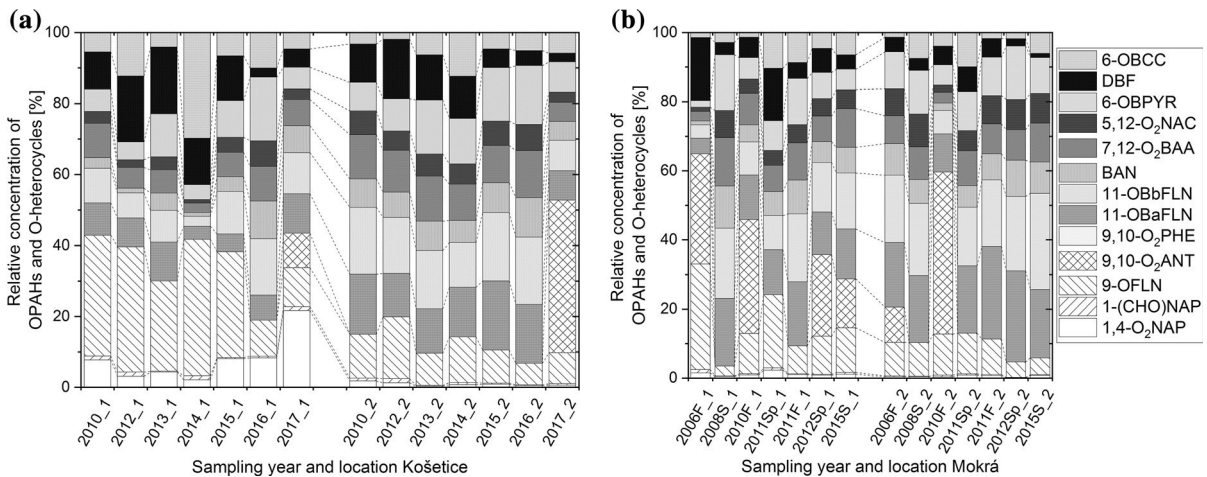 (a)
Relative concentration of
OPAHs and O-heterocycles [%]
100
80
60
40
20
0
2010_1
2012_1
2013_1
2014_1
2015_1
2016_1
2017_1
2010_2
2012_2
2013_2
2014_2
2015_2
2016_2
2017_2
Sampling year and location Košetice
(b)
Relative concentration of
OPAHs and O-heterocycles [%]
100
80
60
40
20
0
2006F_1
2008S_1
2010F_1
2011Sp_1
2011F_1
2012Sp_1
2015S_1
2006F_2
2008S_2
2010F_2
2011Sp_2
2011F_2
2012Sp_2
2015S_2
Sampling year and location Mokrá
6-OBCC
DBF
6-OBPYR
5,12-O₂NAC
7,12-O₂BAA
BAN
11-OBbFLN
11-OBaFLN
9,10-O₂PHE
9,10-O₂ANT
9-OFLN
1-(CHO)NAP
1,4-O₂NAP